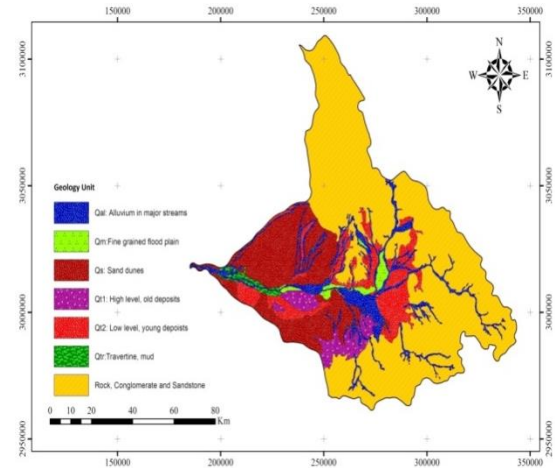 150000 200000 250000 300000 350000
N
W E
S
3100000 3100000
3050000 3050000
3000000 3000000
2950000 2950000
Geology Unit
Qal: Alluvium in major streams
Qm:Fine grained flood plain
Qs: Sand dunes
Qt1: High level, old deposits
Qt2: Low level, young depoists
Qtr:Travertine, mud
Rock, Conglomerate and Sandstone
0 10 20 40 60 80
Km
150000 200000 250000 300000 350000